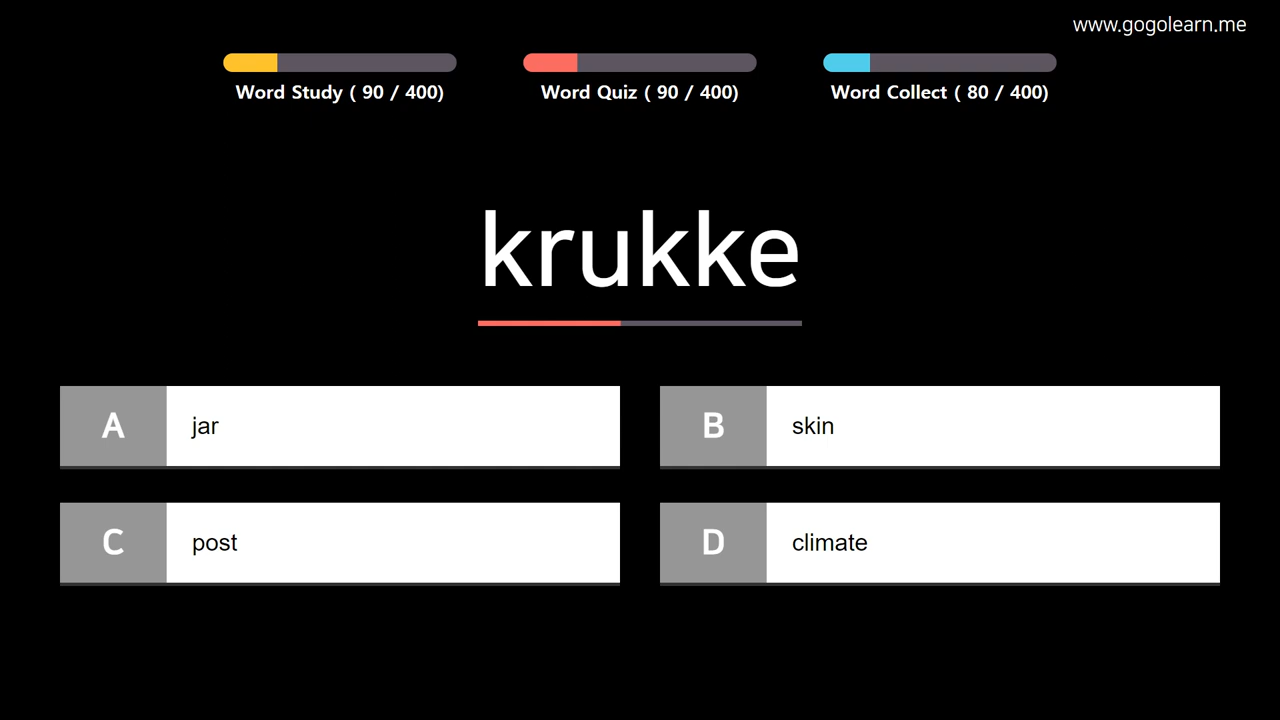 www.gogolearn.me
Word Study ( 90 / 400)
Word Quiz ( 90 / 400)
Word Collect ( 80 / 400)
krukke
A jar
B skin
C post
D climate